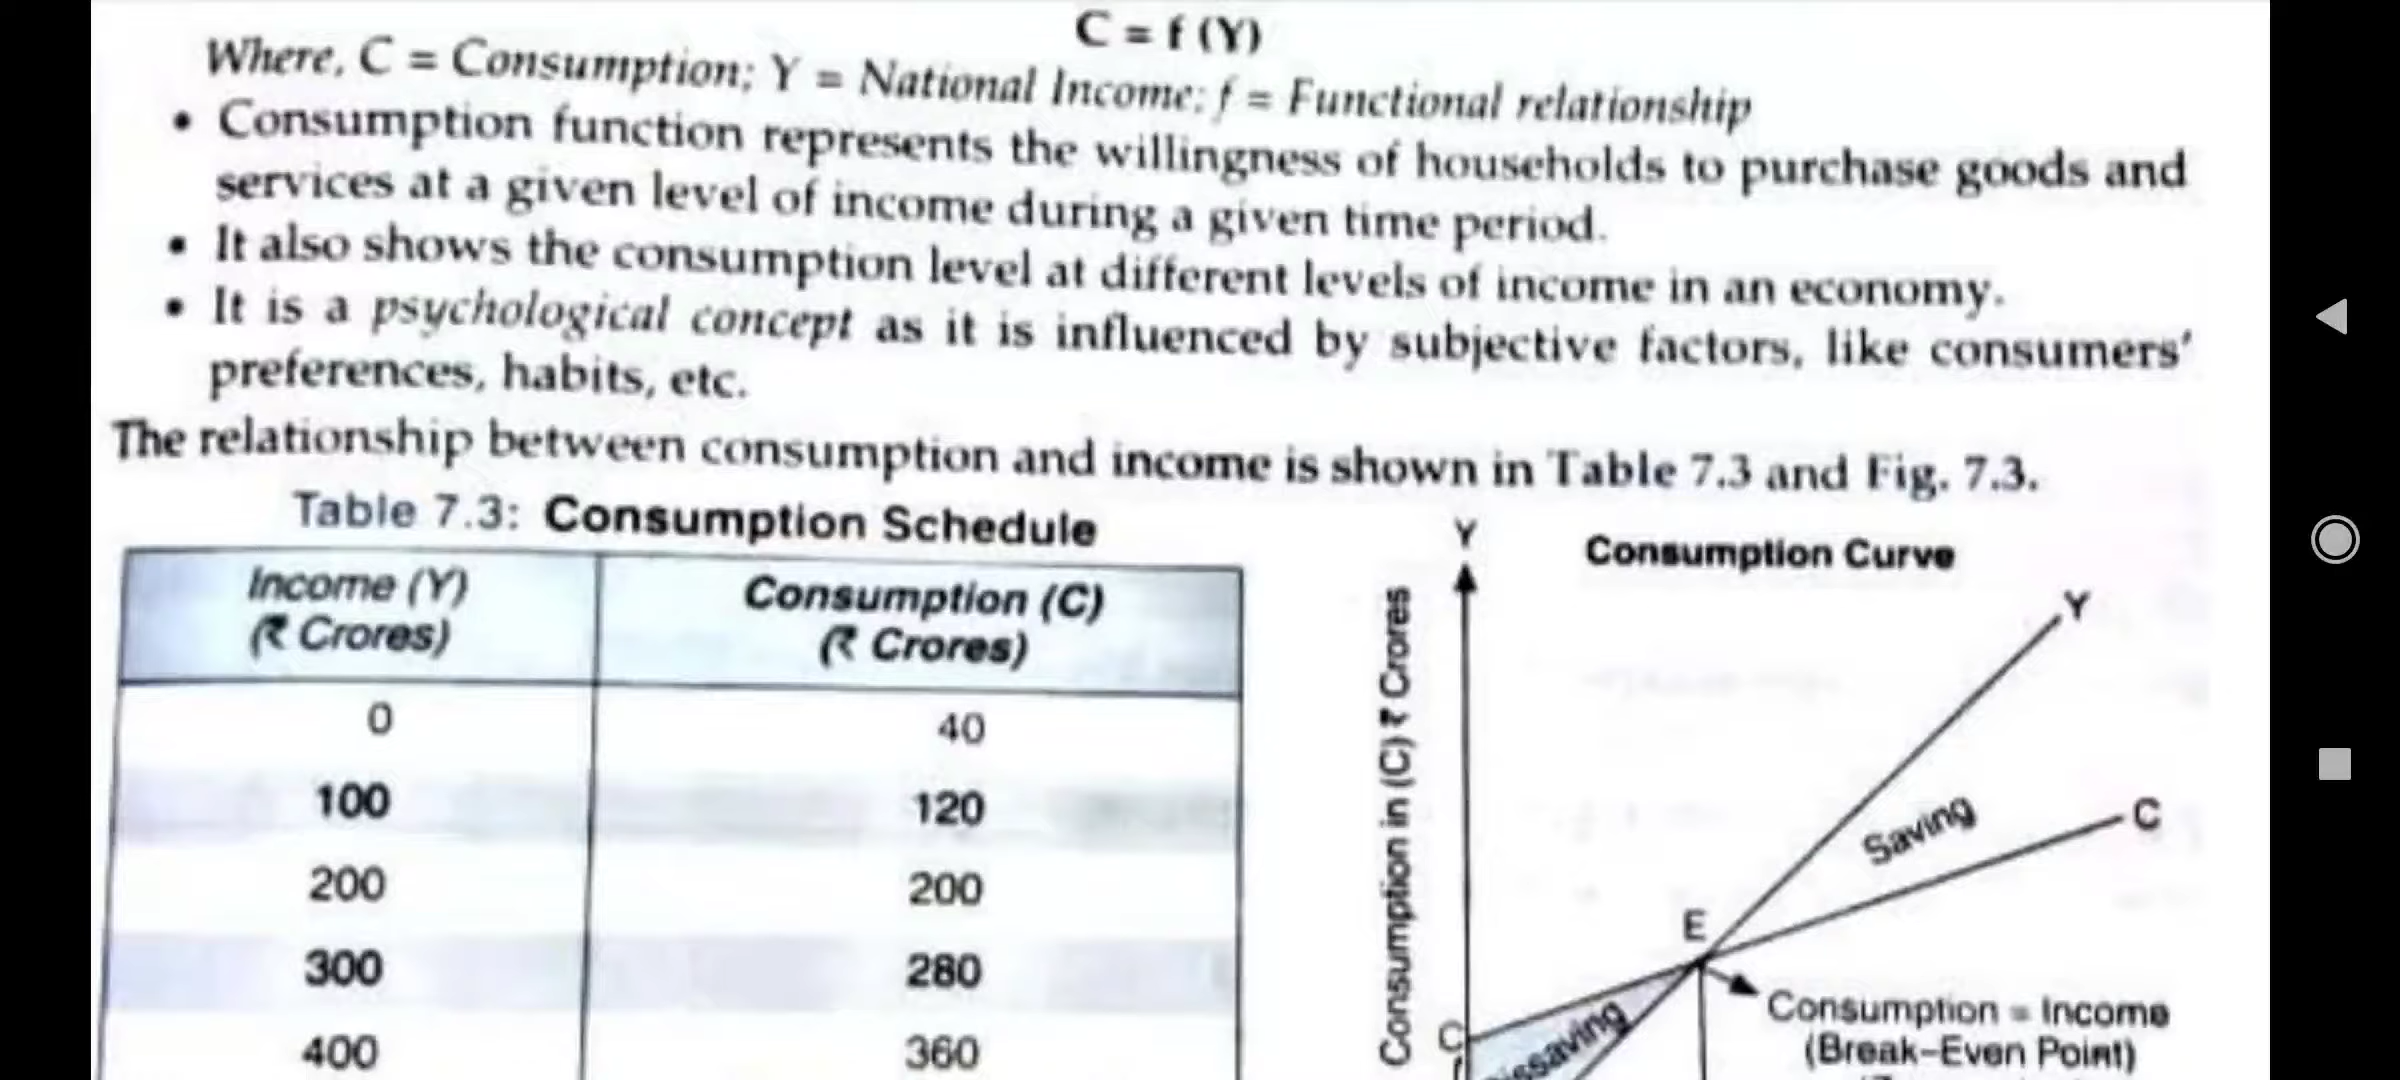 C = f (Y)
Where, C = Consumption; Y = National Income; f = Functional relationship
• Consumption function represents the willingness of households to purchase goods and
services at a given level of income during a given time period.
• It also shows the consumption level at different levels of income in an economy.
• It is a psychological concept as it is influenced by subjective factors, like consumers'
preferences, habits, etc.
The relationship between consumption and income is shown in Table 7.3 and Fig. 7.3.
Table 7.3: Consumption Schedule
Income (Y) Consumption (C)
(₹ Crores) (₹ Crores)
0 40
100 120
200 200
300 280
400 360
Y
Consumption Curve
Consumption in (C) ₹ Crores
Y
Saving
C
E
C
Consumption = Income
(Break-Even Point)